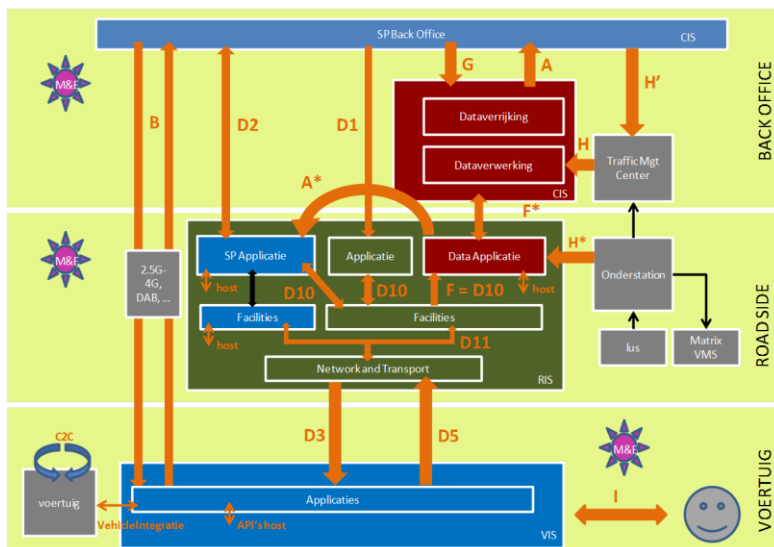 SP Back Office
CIS
M&E
B
D2
D1
G
A
H'
BACK OFFICE
Dataverrijking
Dataverwerking
CIS
H
Traffic Mgt
Center
A*
F*
M&E
SP Applicatie
Applicatie
Data Applicatie
H*
Onderstation
ROAD SIDE
2.5G-
4G,
DAB, ...
host
D10
D10
F = D10
host
Facilities
Facilities
host
D11
lus
Matrix
VMS
Network and Transport
RIS
D3
D5
C2C
M&E
voertuig
Applicaties
I
VOERTUIG
VehicleIntegratie
API's host
VIS